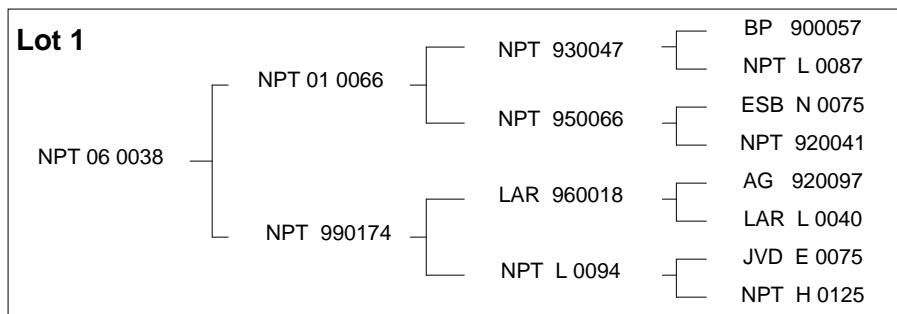 Lot 1
BP 900057
NPT 930047
NPT L 0087
NPT 01 0066
ESB N 0075
NPT 950066
NPT 920041
NPT 06 0038
AG 920097
LAR 960018
LAR L 0040
NPT 990174
JVD E 0075
NPT L 0094
NPT H 0125